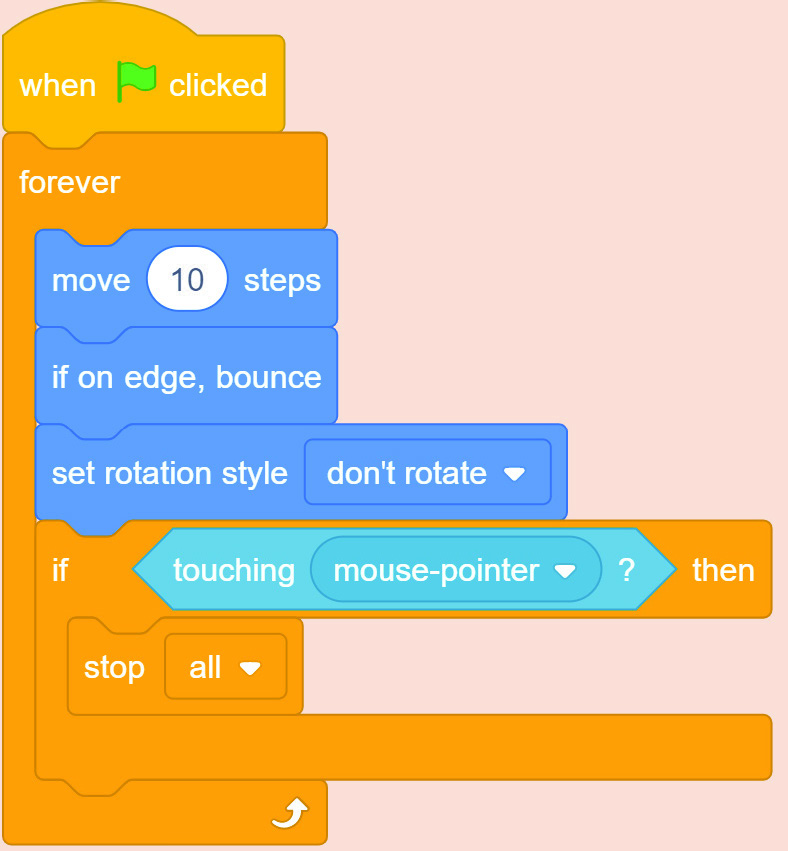 when clicked
forever
move 10 steps
if on edge, bounce
set rotation style don't rotate
if touching mouse-pointer ? then
stop all